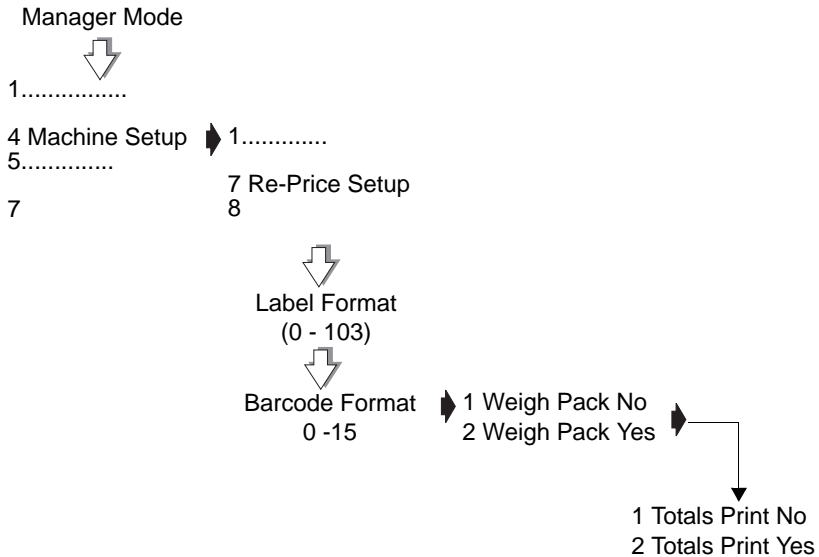 Manager Mode
1................
4 Machine Setup
5..............
7
1.............
7 Re-Price Setup
8
Label Format
(0 - 103)
Barcode Format
0 -15
1 Weigh Pack No
2 Weigh Pack Yes
1 Totals Print No
2 Totals Print Yes